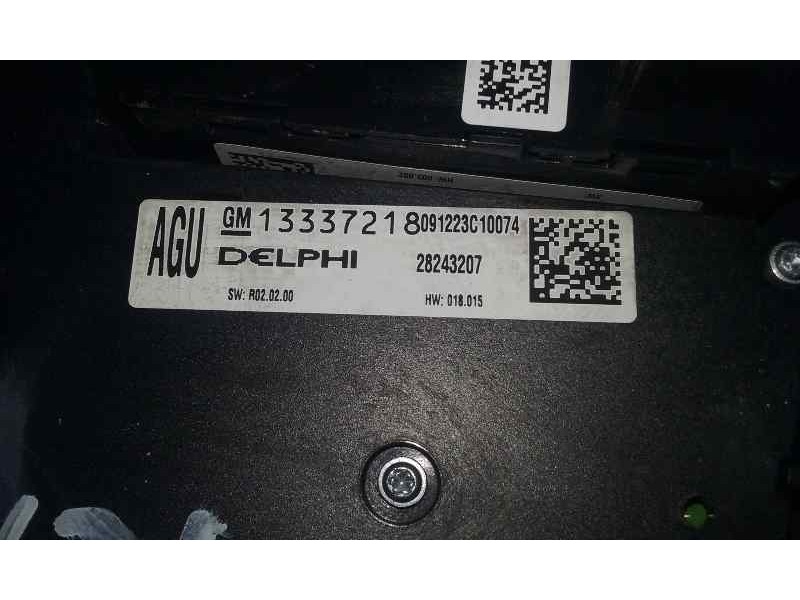 AGU GM 13337218 091223C10074
DELPHI 28243207
SW: R02.02.00 HW: 018.015